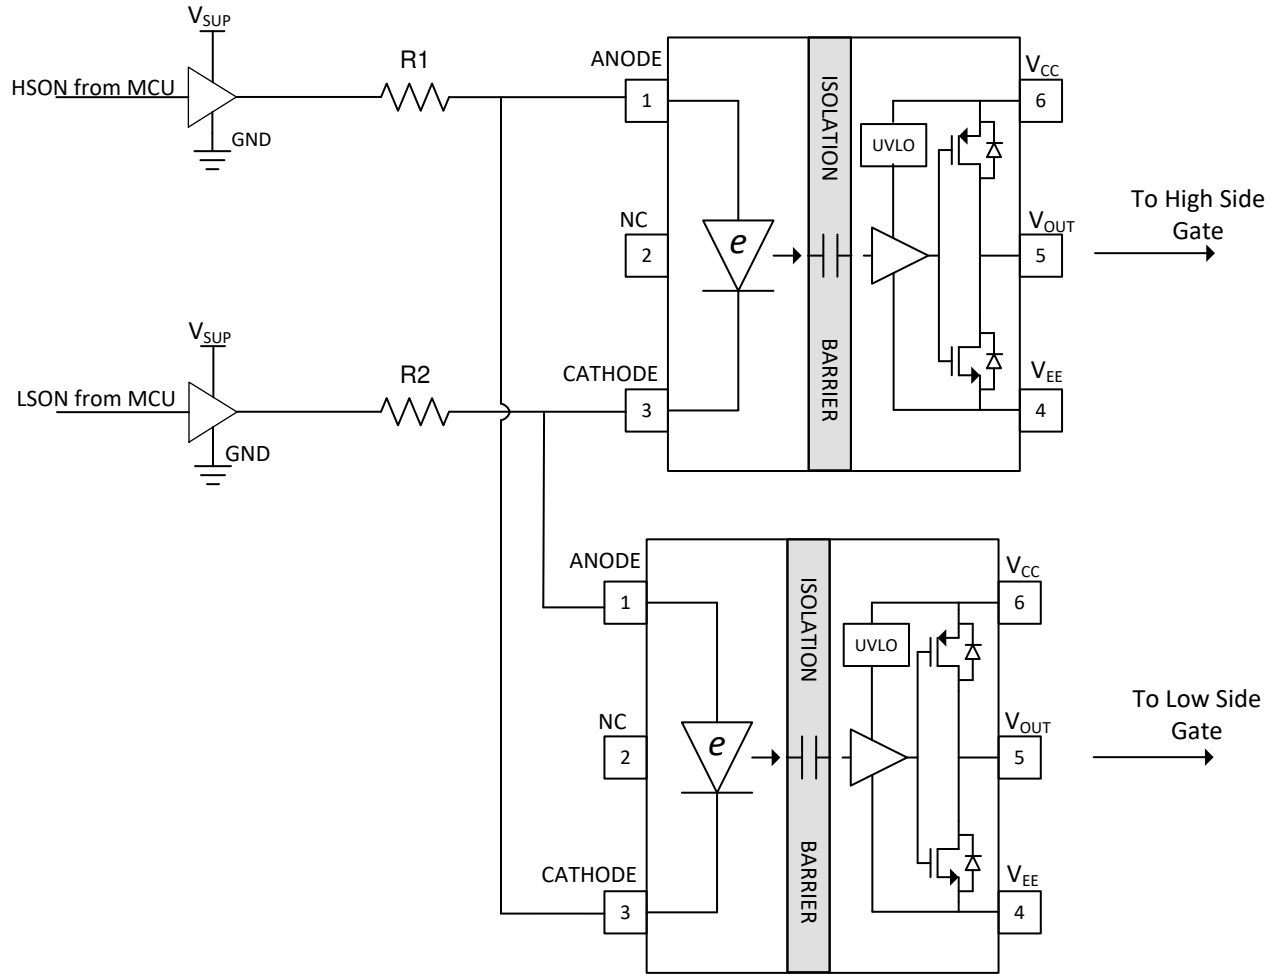 VSUP
HSON from MCU
GND
R1
ANODE
1
NC
2
CATHODE
3
e
ISOLATION
BARRIER
UVLO
VCC
6
VOUT
5
VEE
4
To High Side
Gate
VSUP
LSON from MCU
GND
R2
ANODE
1
NC
2
CATHODE
3
e
ISOLATION
BARRIER
UVLO
VCC
6
VOUT
5
VEE
4
To Low Side
Gate